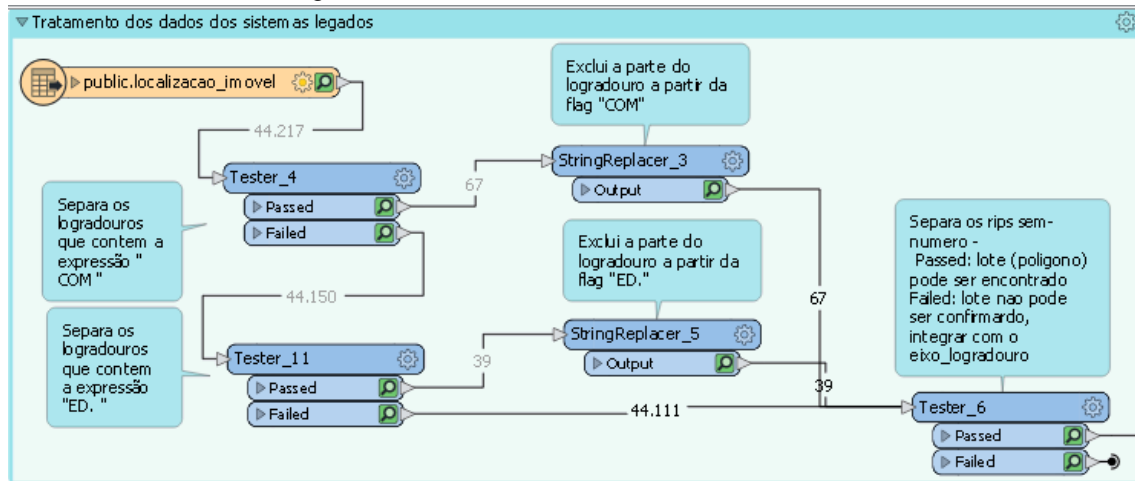 Tratamento dos dados dos sistemas legados
public.localizacao_imovel
44.217
Tester_4
Passed
Failed
67
Separa os
logradouros
que contem a
expressão "
COM "
Exclui a parte do
logradouro a partir da
flag "COM"
StringReplacer_3
Output
44.150
Separa os
logradouros
que contem
a expressão
"ED. "
Tester_11
Passed
Failed
39
Exclui a parte do
logradouro a partir da
flag "ED."
StringReplacer_5
Output
67
39
44.111
Separa os rips sem-
numero -
Passed: lote (poligono)
pode ser encontrado
Failed: lote nao pode
ser confirmardo,
integrar com o
eixo_logradouro
Tester_6
Passed
Failed